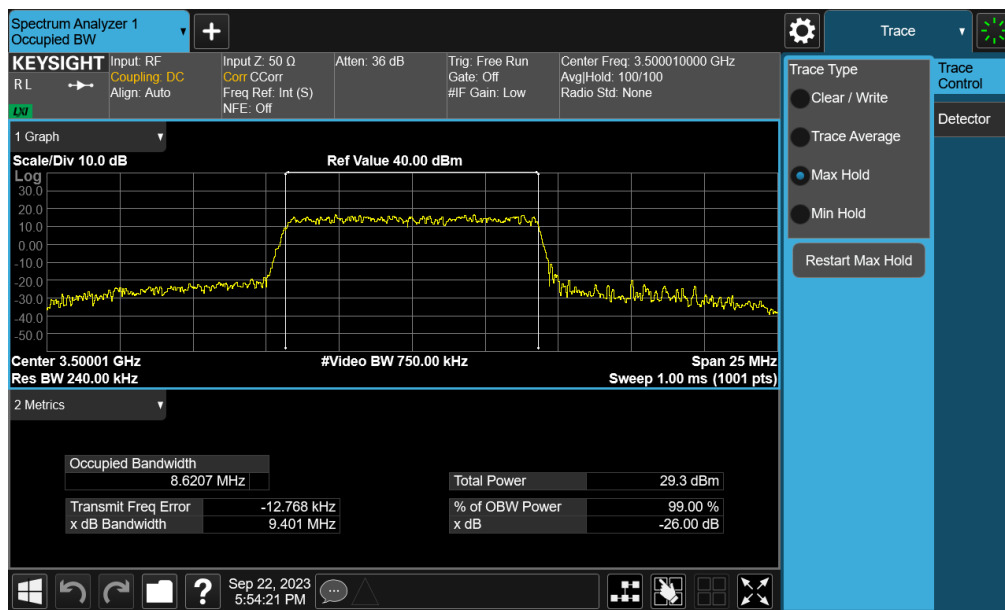 Spectrum Analyzer 1
Occupied BW
+
Trace
KEYSIGHT
R L
LXI
Input: RF
Coupling: DC
Align: Auto
Input Z: 50 Ω
Corr CCorr
Freq Ref: Int (S)
NFE: Off
Atten: 36 dB
Trig: Free Run
Gate: Off
#IF Gain: Low
Center Freq: 3.500010000 GHz
Avg|Hold: 100/100
Radio Std: None
Trace Type
Clear / Write
Trace Average
Max Hold
Min Hold
Restart Max Hold
Trace
Control
Detector
1 Graph
Scale/Div 10.0 dB
Ref Value 40.00 dBm
Log
30.0
20.0
10.0
0.00
-10.0
-20.0
-30.0
-40.0
-50.0
Center 3.50001 GHz
#Video BW 750.00 kHz
Span 25 MHz
Res BW 240.00 kHz
Sweep 1.00 ms (1001 pts)
2 Metrics
Occupied Bandwidth
8.6207 MHz
Total Power 29.3 dBm
Transmit Freq Error -12.768 kHz
% of OBW Power 99.00 %
x dB Bandwidth 9.401 MHz
x dB -26.00 dB
?
Sep 22, 2023
5:54:21 PM